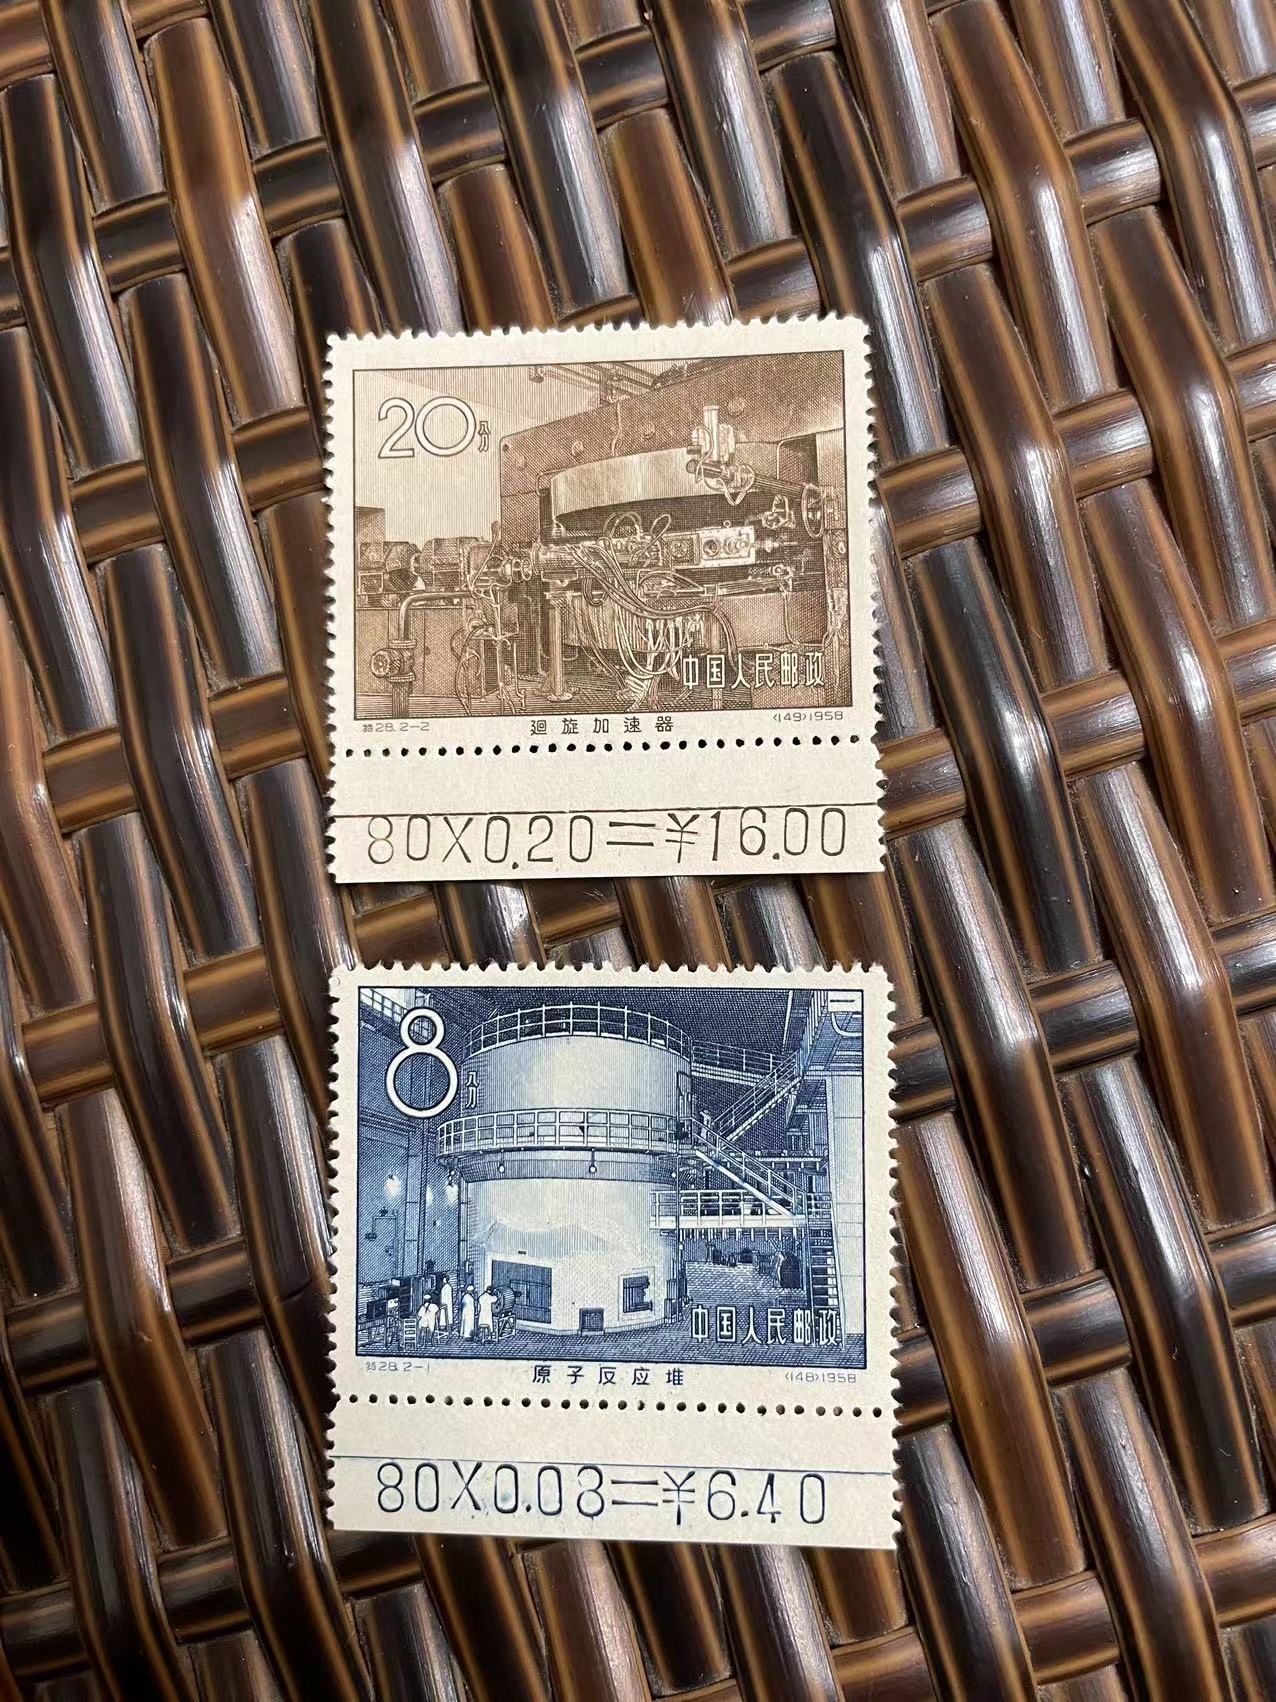 20分
中国人民邮政
特28.2-2 廻旋加速器 (149)1958
80X0.20=¥16.00
8分
中国人民邮政
特28.2-1 原子反应堆 (148)1958
80X0.08=¥6.40